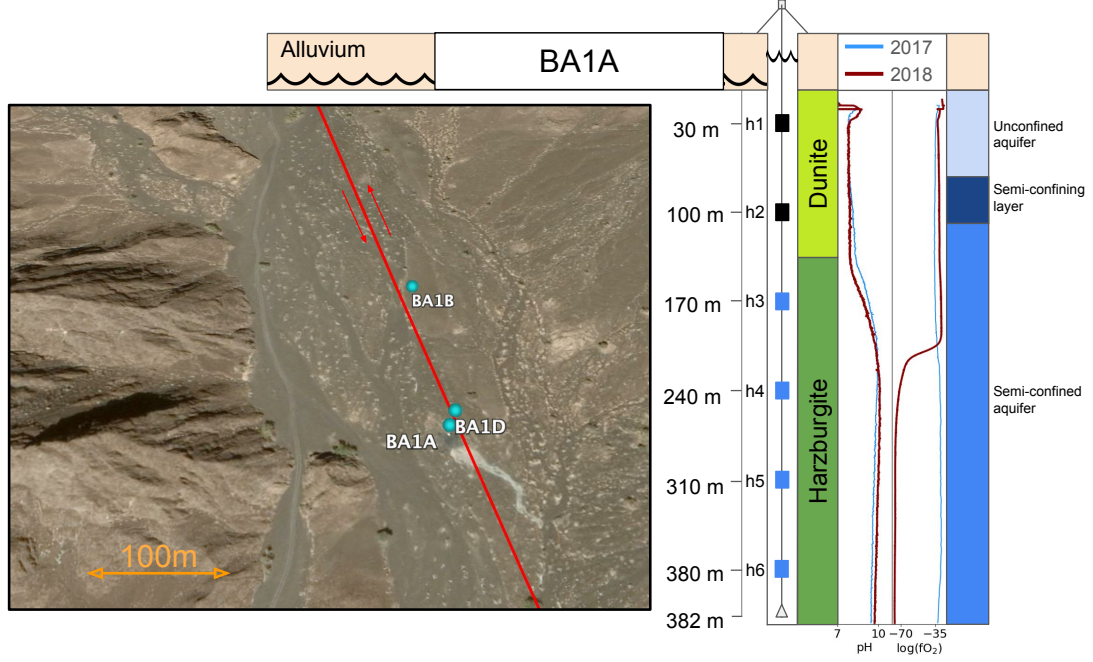 Alluvium
BA1A
2017
2018
BA1B
BA1D
BA1A
100m
30 m
h1
100 m
h2
170 m
h3
240 m
h4
310 m
h5
380 m
h6
382 m
Dunite
Harzburgite
7
10
−70
−35
pH
log(fO₂)
Unconfined
aquifer
Semi-confining
layer
Semi-confined
aquifer